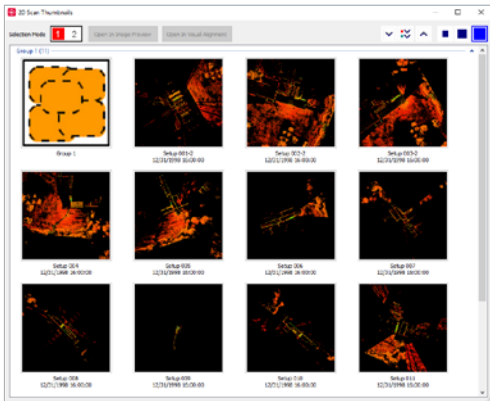 2D Scan Thumbnails
Selection Mode 1 2 Open In Image Preview Open In Visual Alignment
Group 1 (11)
Group 1
Setup 001-2
12/31/1998 16:00:00
Setup 002-2
12/31/1998 16:00:00
Setup 003-2
12/31/1998 16:00:00
Setup 004
12/31/1998 16:00:00
Setup 005
12/31/1998 16:00:00
Setup 006
12/31/1998 16:00:00
Setup 007
12/31/1998 16:00:00
Setup 008
12/31/1998 16:00:00
Setup 009
12/31/1998 16:00:00
Setup 010
12/31/1998 16:00:00
Setup 011
12/31/1998 16:00:00